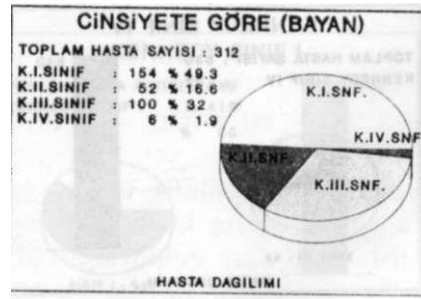 CİNSİYETE GÖRE (BAYAN)
TOPLAM HASTA SAYISI : 312
K.I.SINIF : 154 % 49.3
K.II.SINIF : 52 % 16.6
K.III.SINIF : 100 % 32
K.IV.SINIF : 6 % 1.9
K.I.SNF.
K.IV.SNF
K.II.SNF.
K.III.SNF.
HASTA DAGILIMI